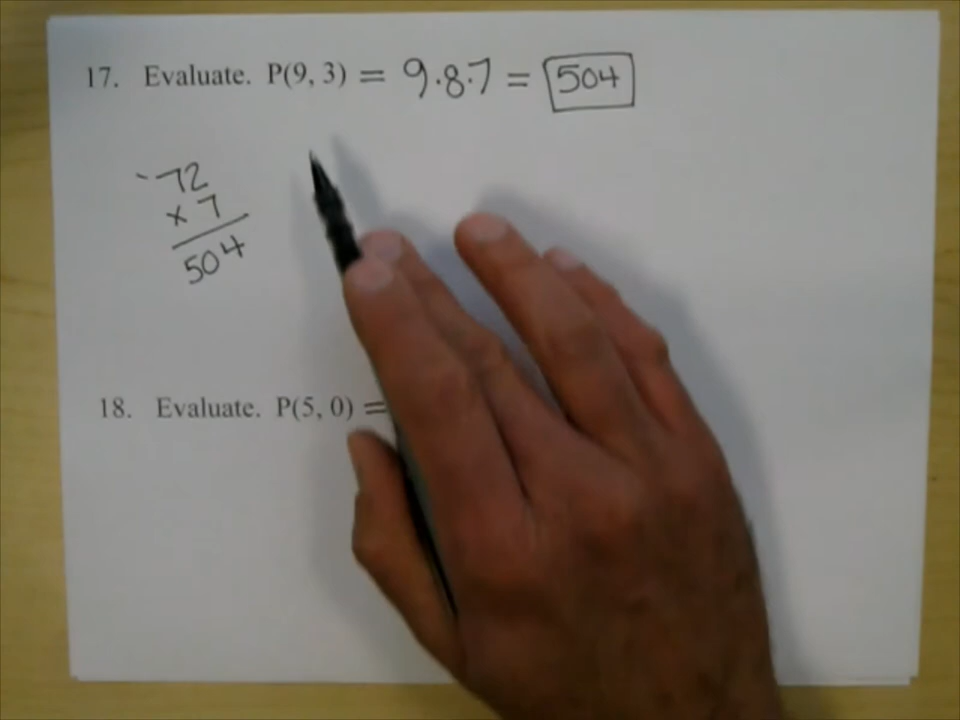 17. Evaluate. P(9, 3) = 9·8·7 = 504
72
× 7
504
18. Evaluate. P(5, 0) =